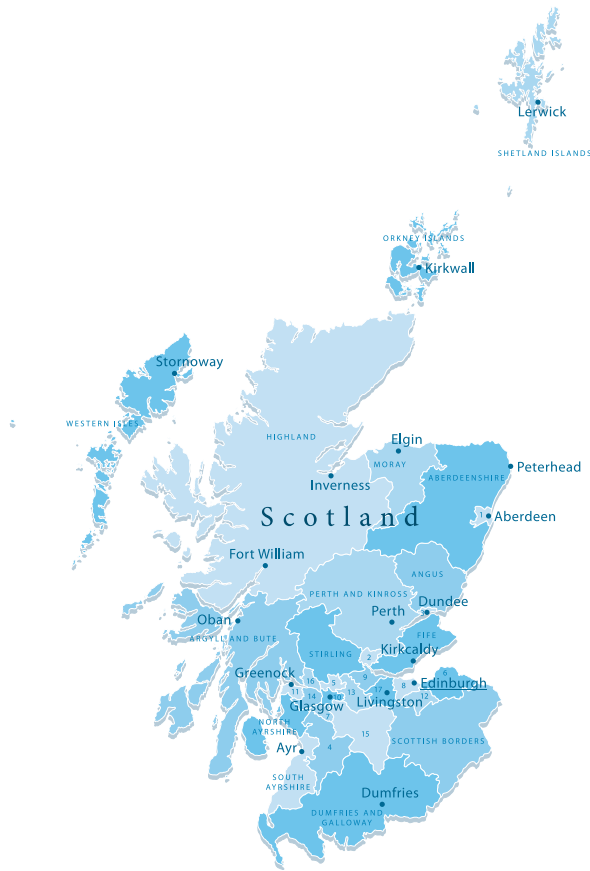 Lerwick
SHETLAND ISLANDS
ORKNEY ISLANDS
Kirkwall
Stornoway
WESTERN ISLES
HIGHLAND
Elgin
MORAY
Peterhead
ABERDEENSHIRE
Inverness
Scotland
1
Aberdeen
Fort William
ANGUS
PERTH AND KINROSS
Dundee
3
Perth
Oban
FIFE
ARGYLL AND BUTE
Kirkcaldy
STIRLING
2
Greenock
9
6
16
5
Edinburgh
17
8
11
14
10
13
12
Glasgow
Livingston
7
NORTH
AYRSHIRE
15
Ayr
4
SCOTTISH BORDERS
SOUTH
AYRSHIRE
Dumfries
DUMFRIES AND
GALLOWAY